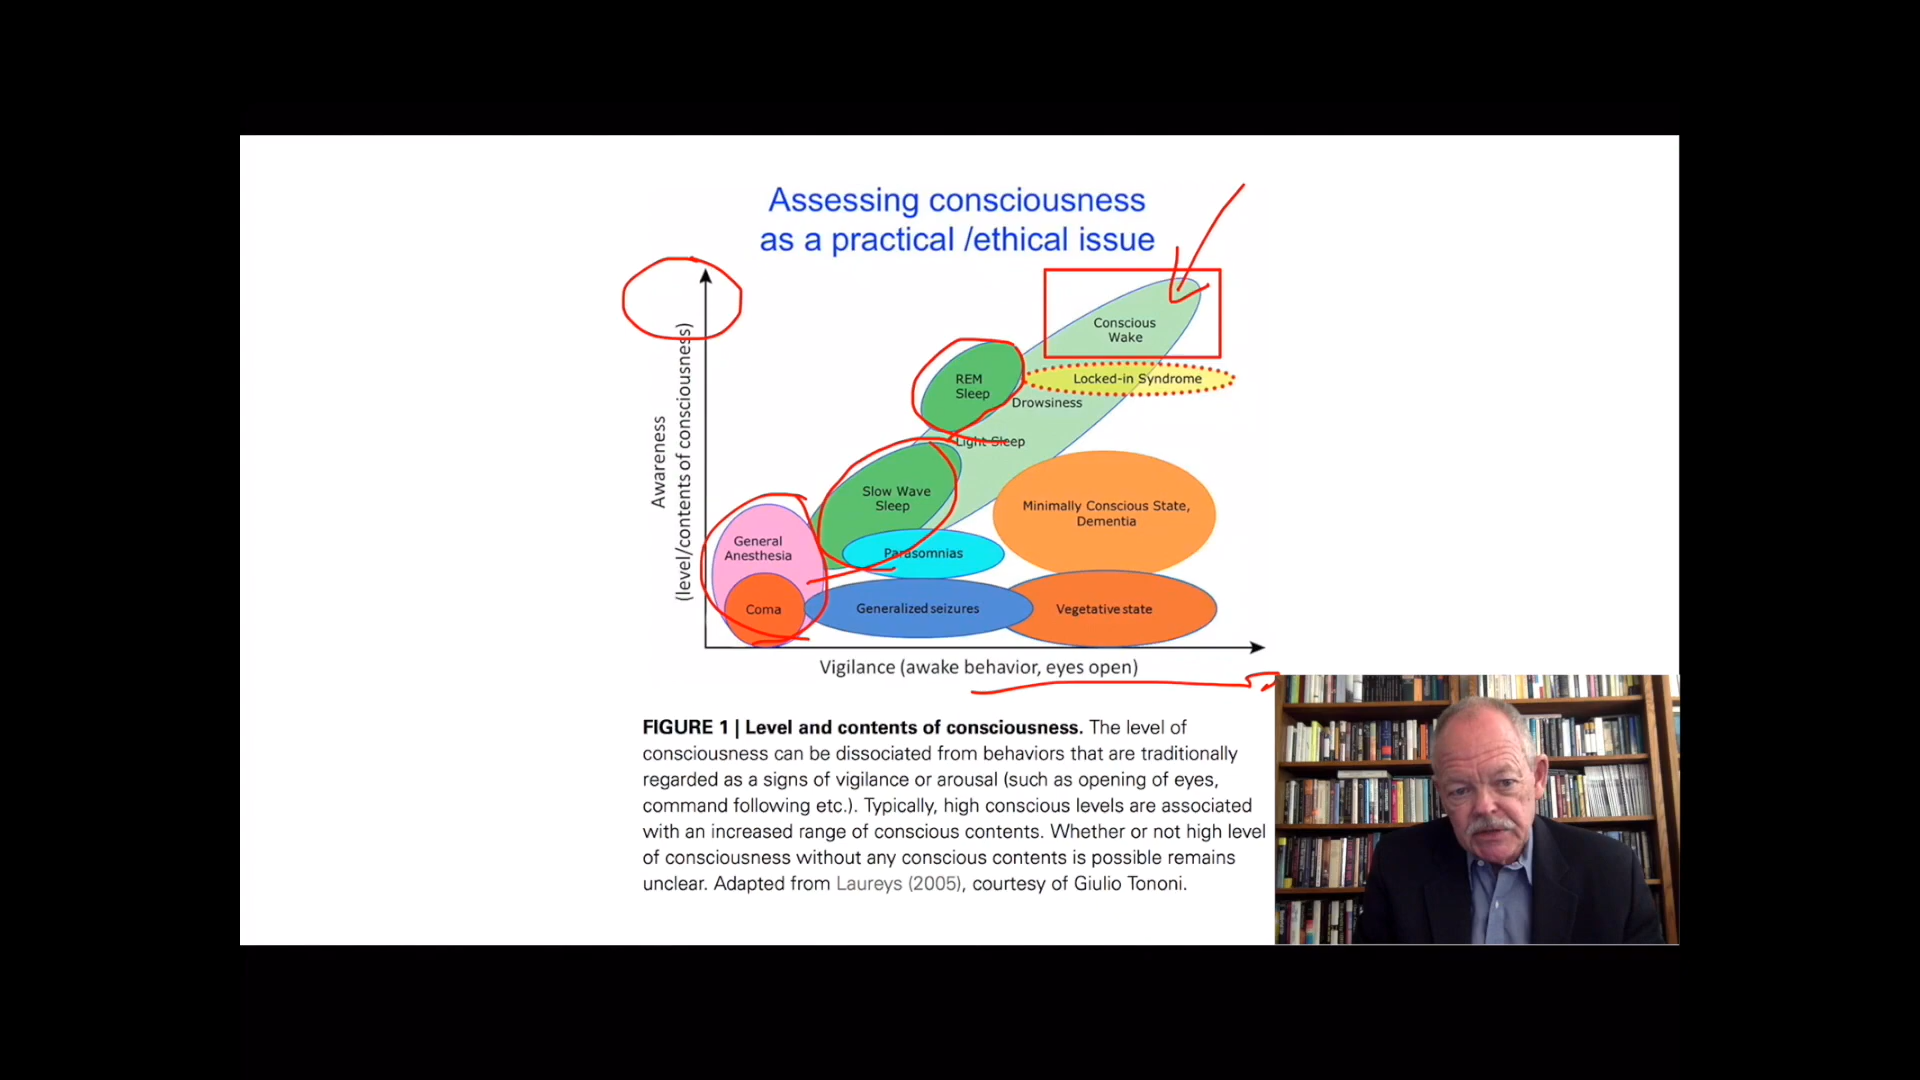 Assessing consciousness
as a practical /ethical issue
Awareness
(level/contents of consciousness)
Conscious
Wake
REM
Sleep
Locked-in Syndrome
Drowsiness
Light Sleep
Slow Wave
Sleep
Minimally Conscious State,
Dementia
General
Anesthesia
Parasomnias
Coma
Generalized seizures
Vegetative state
Vigilance (awake behavior, eyes open)
FIGURE 1 | Level and contents of consciousness. The level of
consciousness can be dissociated from behaviors that are traditionally
regarded as a signs of vigilance or arousal (such as opening of eyes,
command following etc.). Typically, high conscious levels are associated
with an increased range of conscious contents. Whether or not high level
of consciousness without any conscious contents is possible remains
unclear. Adapted from Laureys (2005), courtesy of Giulio Tononi.